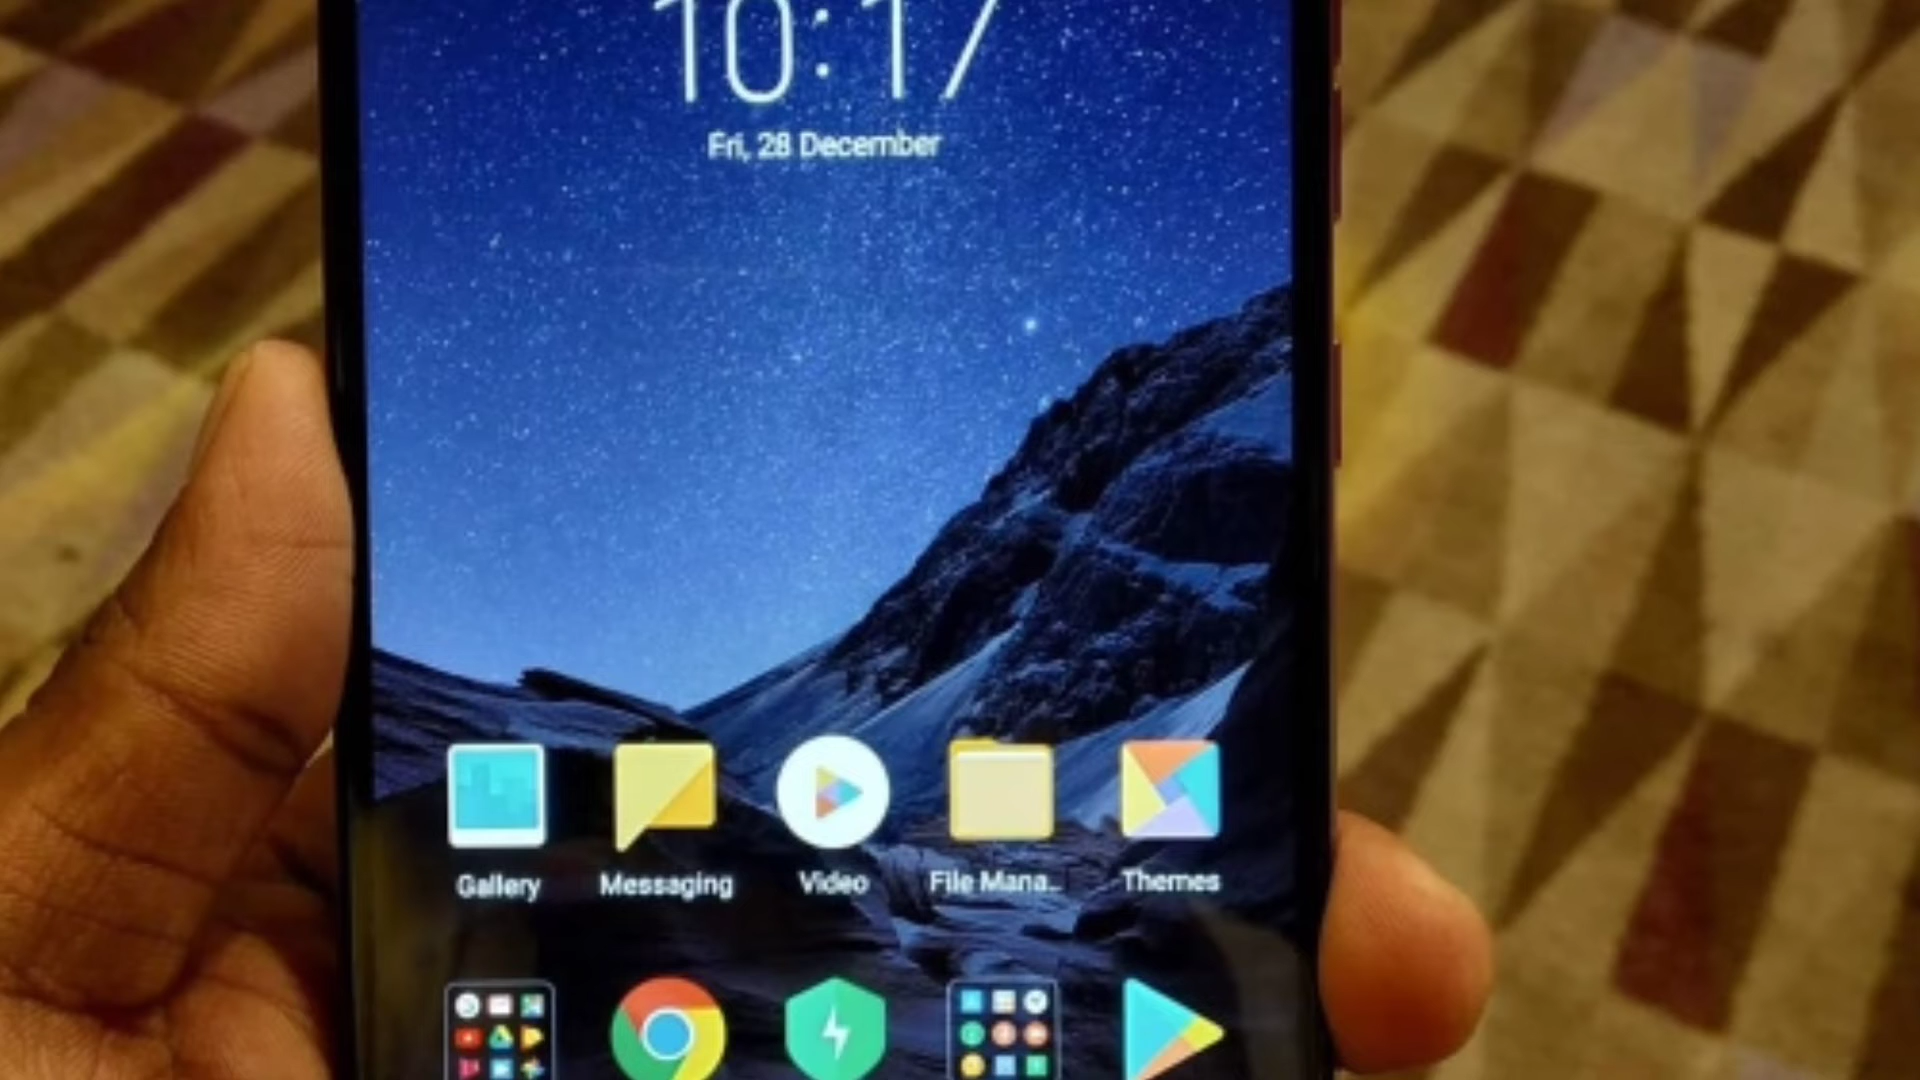 10:17
Fri, 28 December
Gallery Messaging Video File Mana... Themes